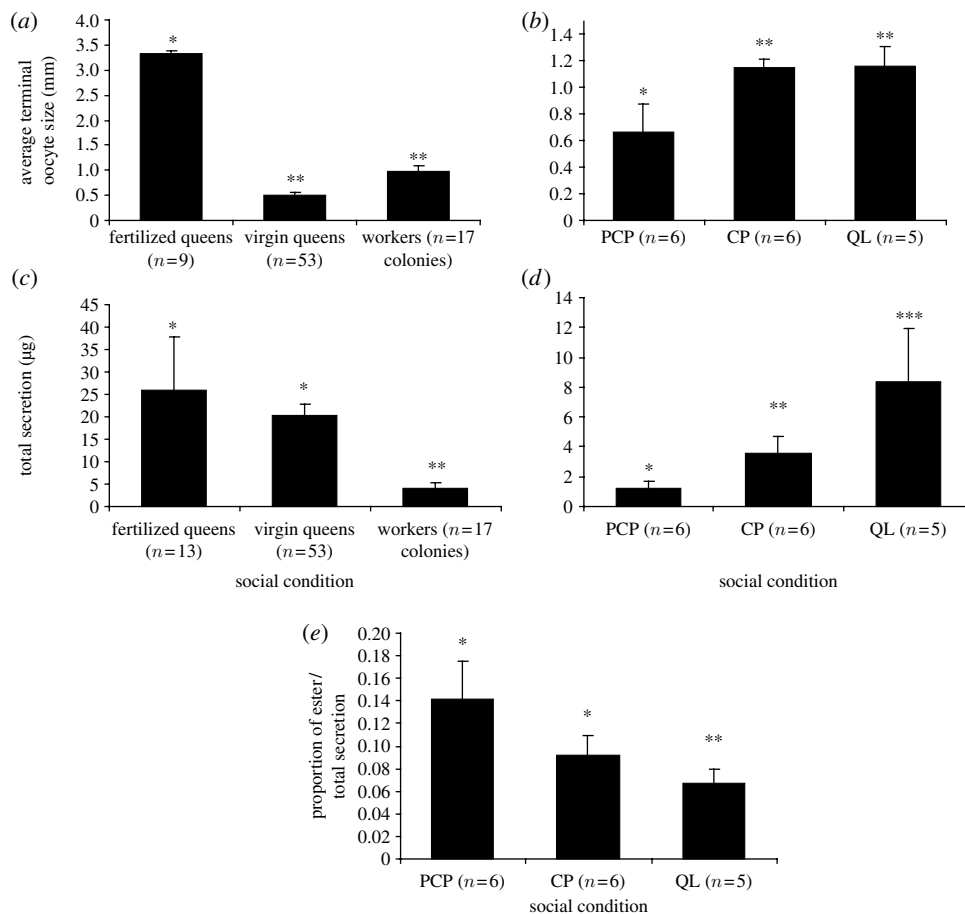 (a)
average terminal
oocyte size (mm)
4.0
3.5
3.0
2.5
2.0
1.5
1.0
0.5
0
*
**
**
fertilized queens
(n=9)
virgin queens
(n=53)
workers (n=17
colonies)
(b)
1.6
1.4
1.2
1.0
0.8
0.6
0.4
0.2
0
*
**
**
PCP (n=6)
CP (n=6)
QL (n=5)
(c)
total secretion (µg)
45
40
35
30
25
20
15
10
5
0
*
*
**
fertilized queens
(n=13)
virgin queens
(n=53)
workers (n=17
colonies)
social condition
(d)
14
12
10
8
6
4
2
0
*
**
***
PCP (n=6)
CP (n=6)
QL (n=5)
social condition
(e)
proportion of ester/
total secretion
0.20
0.18
0.16
0.14
0.12
0.10
0.08
0.06
0.04
0.02
0
*
*
**
PCP (n=6)
CP (n=6)
QL (n=5)
social condition